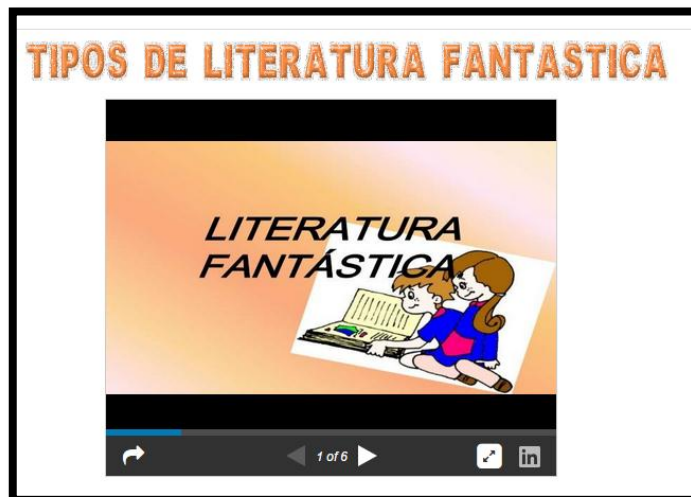 TIPOS DE LITERATURA FANTASTICA
LITERATURA
FANTÁSTICA
1 of 6
in